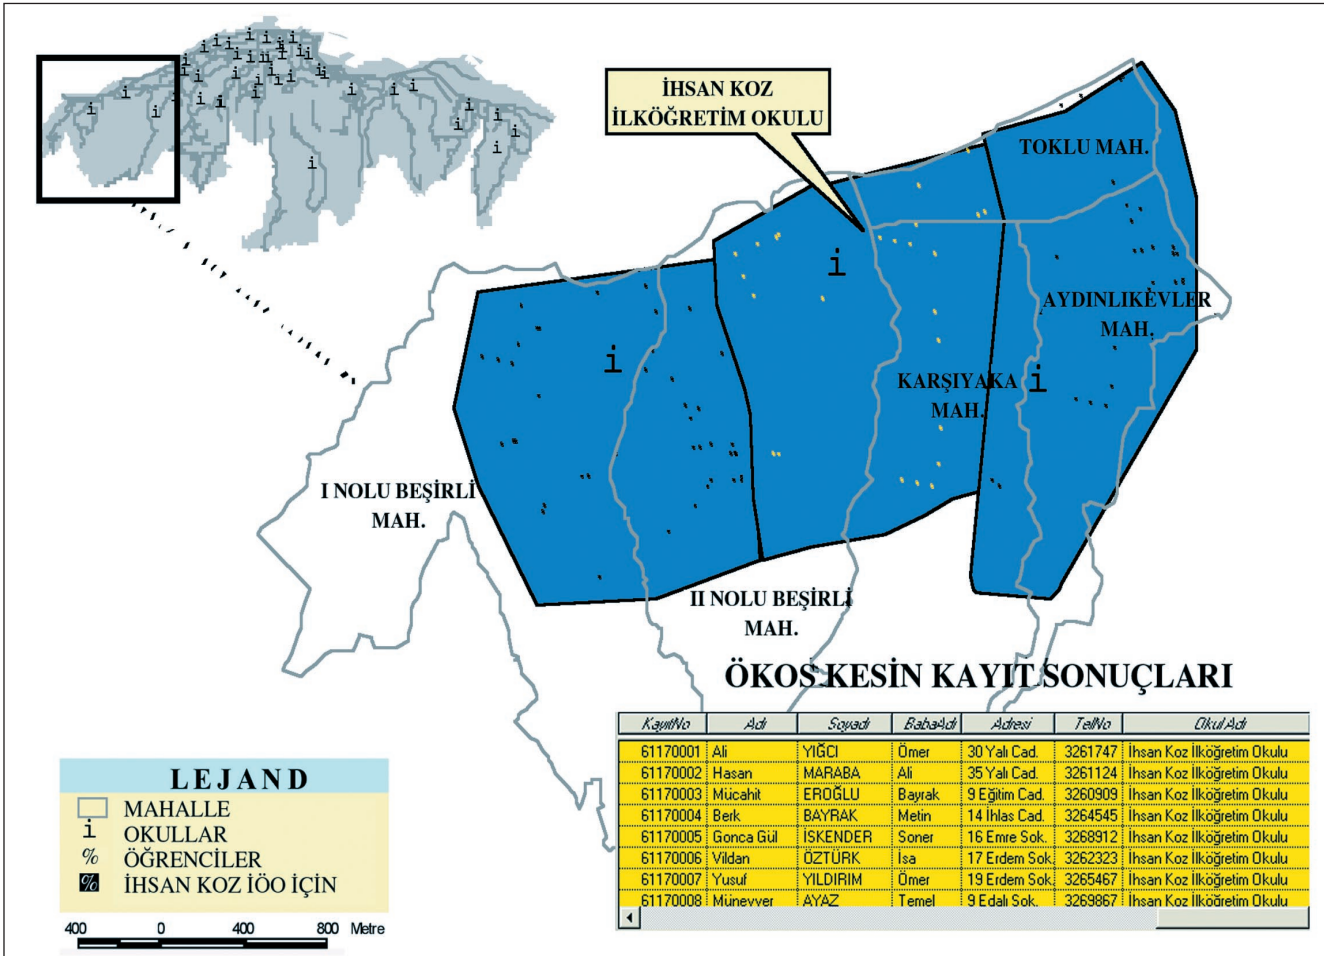 İHSAN KOZ
İLKÖĞRETİM OKULU
TOKLU MAH.
AYDINLIKEVLER
MAH.
KARŞIYAKA
MAH.
I NOLU BEŞİRLİ
MAH.
II NOLU BEŞİRLİ
MAH.
ÖKOS KESİN KAYIT SONUÇLARI
KayıtNo Adı Soyadı BabaAdı Adresi TelNo Okul Adı
61170001 Ali YIĞCI Ömer 30 Yalı Cad. 3261747 İhsan Koz İlköğretim Okulu
61170002 Hasan MARABA Ali 35 Yalı Cad. 3261124 İhsan Koz İlköğretim Okulu
61170003 Mücahit EROĞLU Bayrak 9 Eğitim Cad. 3260909 İhsan Koz İlköğretim Okulu
61170004 Berk BAYRAK Metin 14 İhlas Cad. 3264545 İhsan Koz İlköğretim Okulu
61170005 Gonca Gül İSKENDER Soner 16 Emre Sok. 3268912 İhsan Koz İlköğretim Okulu
61170006 Vildan ÖZTÜRK İsa 17 Erdem Sok. 3262323 İhsan Koz İlköğretim Okulu
61170007 Yusuf YILDIRIM Ömer 19 Erdem Sok. 3265467 İhsan Koz İlköğretim Okulu
61170008 Münevver AYAZ Temel 9 Edalı Sok. 3269867 İhsan Koz İlköğretim Okulu
LEJAND
MAHALLE
i OKULLAR
% ÖĞRENCİLER
% İHSAN KOZ İÖO İÇİN
400 0 400 800 Metre